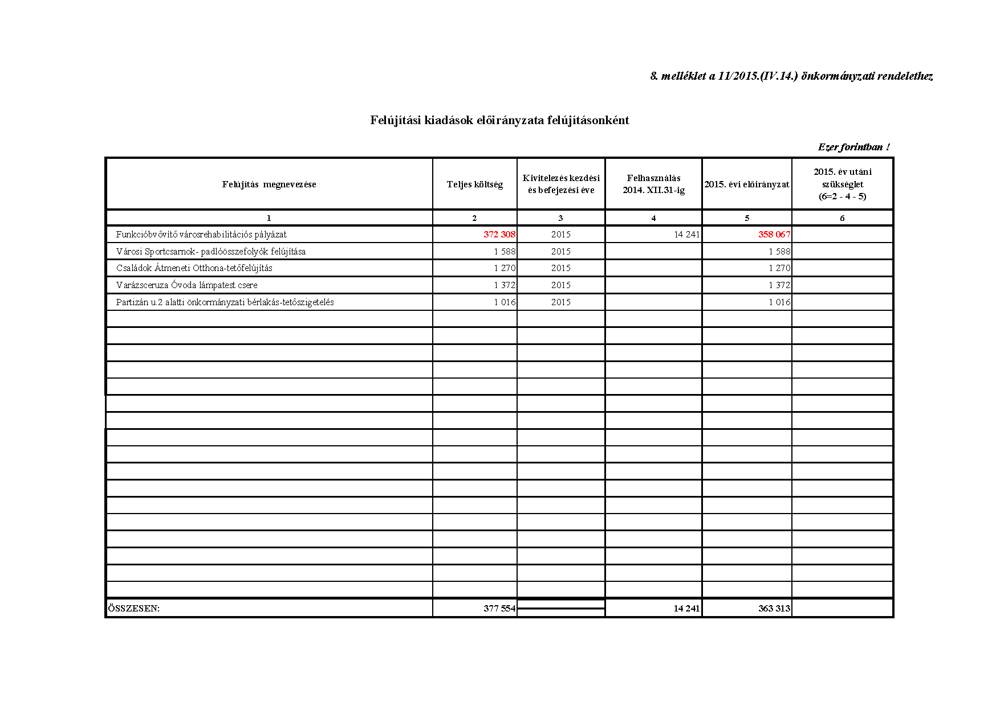 8. melléklet a 11/2015.(IV.14.) önkormányzati rendelethez
Felújítási kiadások előirányzata felújításonként
Ezer forintban !
Felújítás megnevezése Teljes költség Kivitelezés kezdési és befejezési éve Felhasználás 2014. XII.31-ig 2015. évi előirányzat 2015. év utáni szükséglet (6=2 - 4 - 5)
1 2 3 4 5 6
Funkcióbvővítő városrehabilitációs pályázat 372 308 2015 14 241 358 067
Városi Sportcsarnok- padlóösszefolyók felújítása 1 588 2015 1 588
Családok Átmeneti Otthona-tetőfelújítás 1 270 2015 1 270
Varázsceruza Óvoda lámpatest csere 1 372 2015 1 372
Partizán u.2 alatti önkormányzati bérlakás-tetőszigetelés 1 016 2015 1 016
ÖSSZESEN: 377 554 14 241 363 313